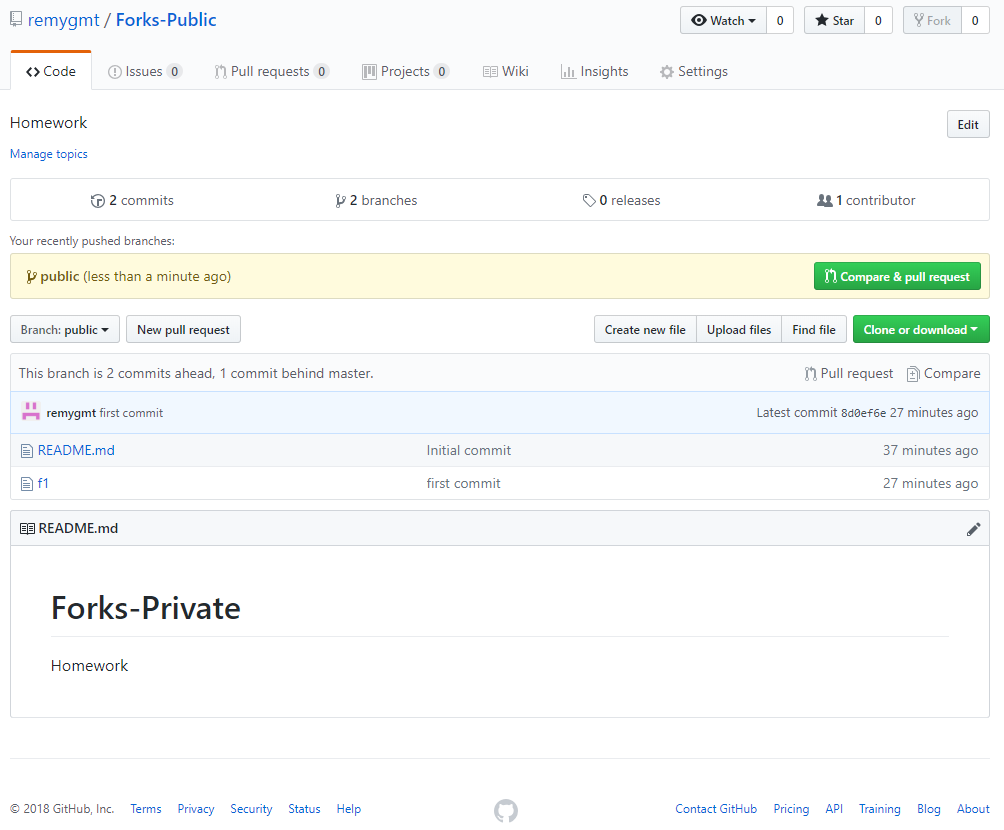 remygmt / Forks-Public Watch 0 Star 0 Fork 0
Code Issues 0 Pull requests 0 Projects 0 Wiki Insights Settings
Homework Edit
Manage topics
2 commits 2 branches 0 releases 1 contributor
Your recently pushed branches:
public (less than a minute ago) Compare & pull request
Branch: public New pull request Create new file Upload files Find file Clone or download
This branch is 2 commits ahead, 1 commit behind master. Pull request Compare
remygmt first commit Latest commit 8d0ef6e 27 minutes ago
README.md Initial commit 37 minutes ago
f1 first commit 27 minutes ago
README.md
Forks-Private
Homework
© 2018 GitHub, Inc. Terms Privacy Security Status Help Contact GitHub Pricing API Training Blog About